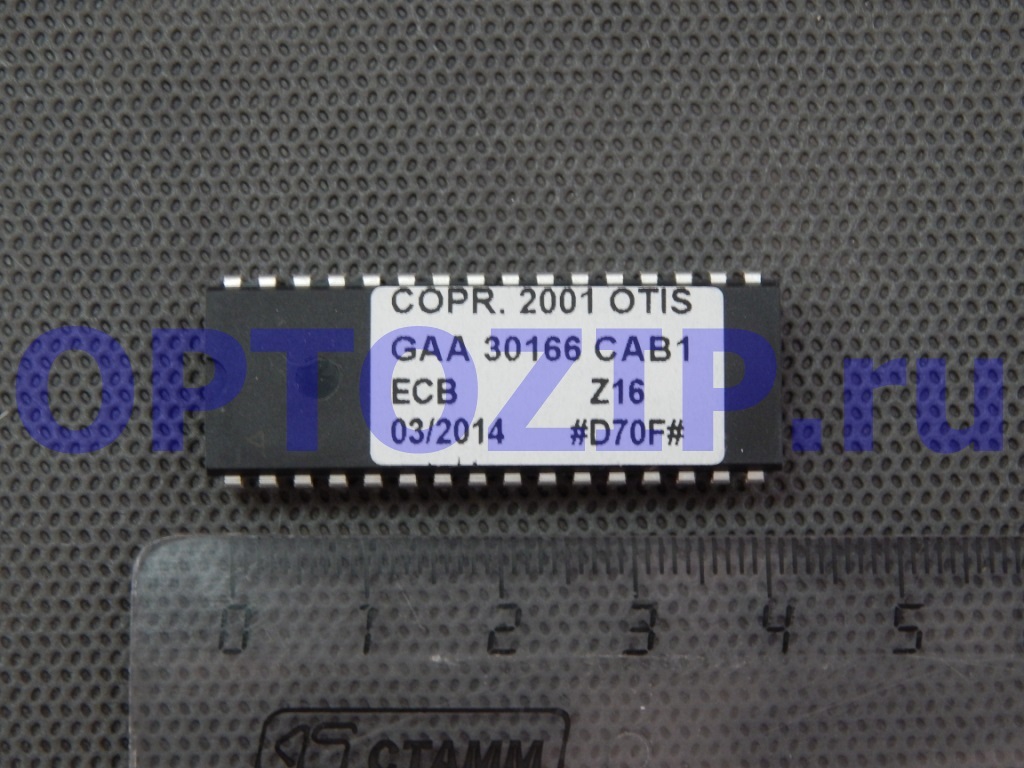 COPR. 2001 OTIS
GAA 30166 CAB1
ECB Z16
03/2014 #D70F#
OPTOZIP.ru
0 1 2 3 4 5
СТАММ